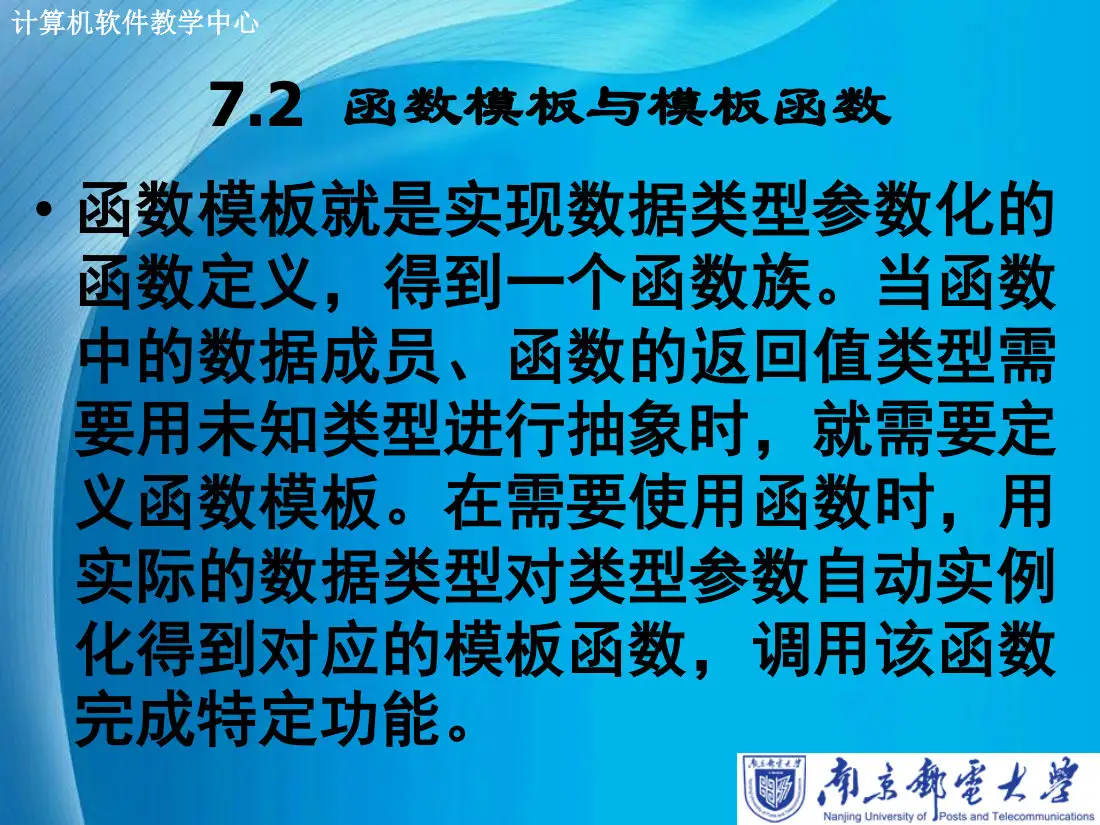 计算机软件教学中心
7.2 函数模板与模板函数
• 函数模板就是实现数据类型参数化的
函数定义，得到一个函数族。当函数
中的数据成员、函数的返回值类型需
要用未知类型进行抽象时，就需要定
义函数模板。在需要使用函数时，用
实际的数据类型对类型参数自动实例
化得到对应的模板函数，调用该函数
完成特定功能。
南京郵電大學
Nanjing University of Posts and Telecommunications